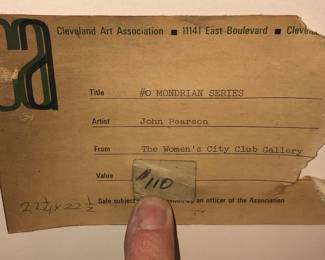 ca
Cleveland Art Association ■ 11141 East Boulevard ■ Clevel
Title #O MONDRIAN SERIES
Artist John Pearson
From The Women's City Club Gallery
Value $110
22 1/4 x 22 1/2 Sale subject by an officer of the Association